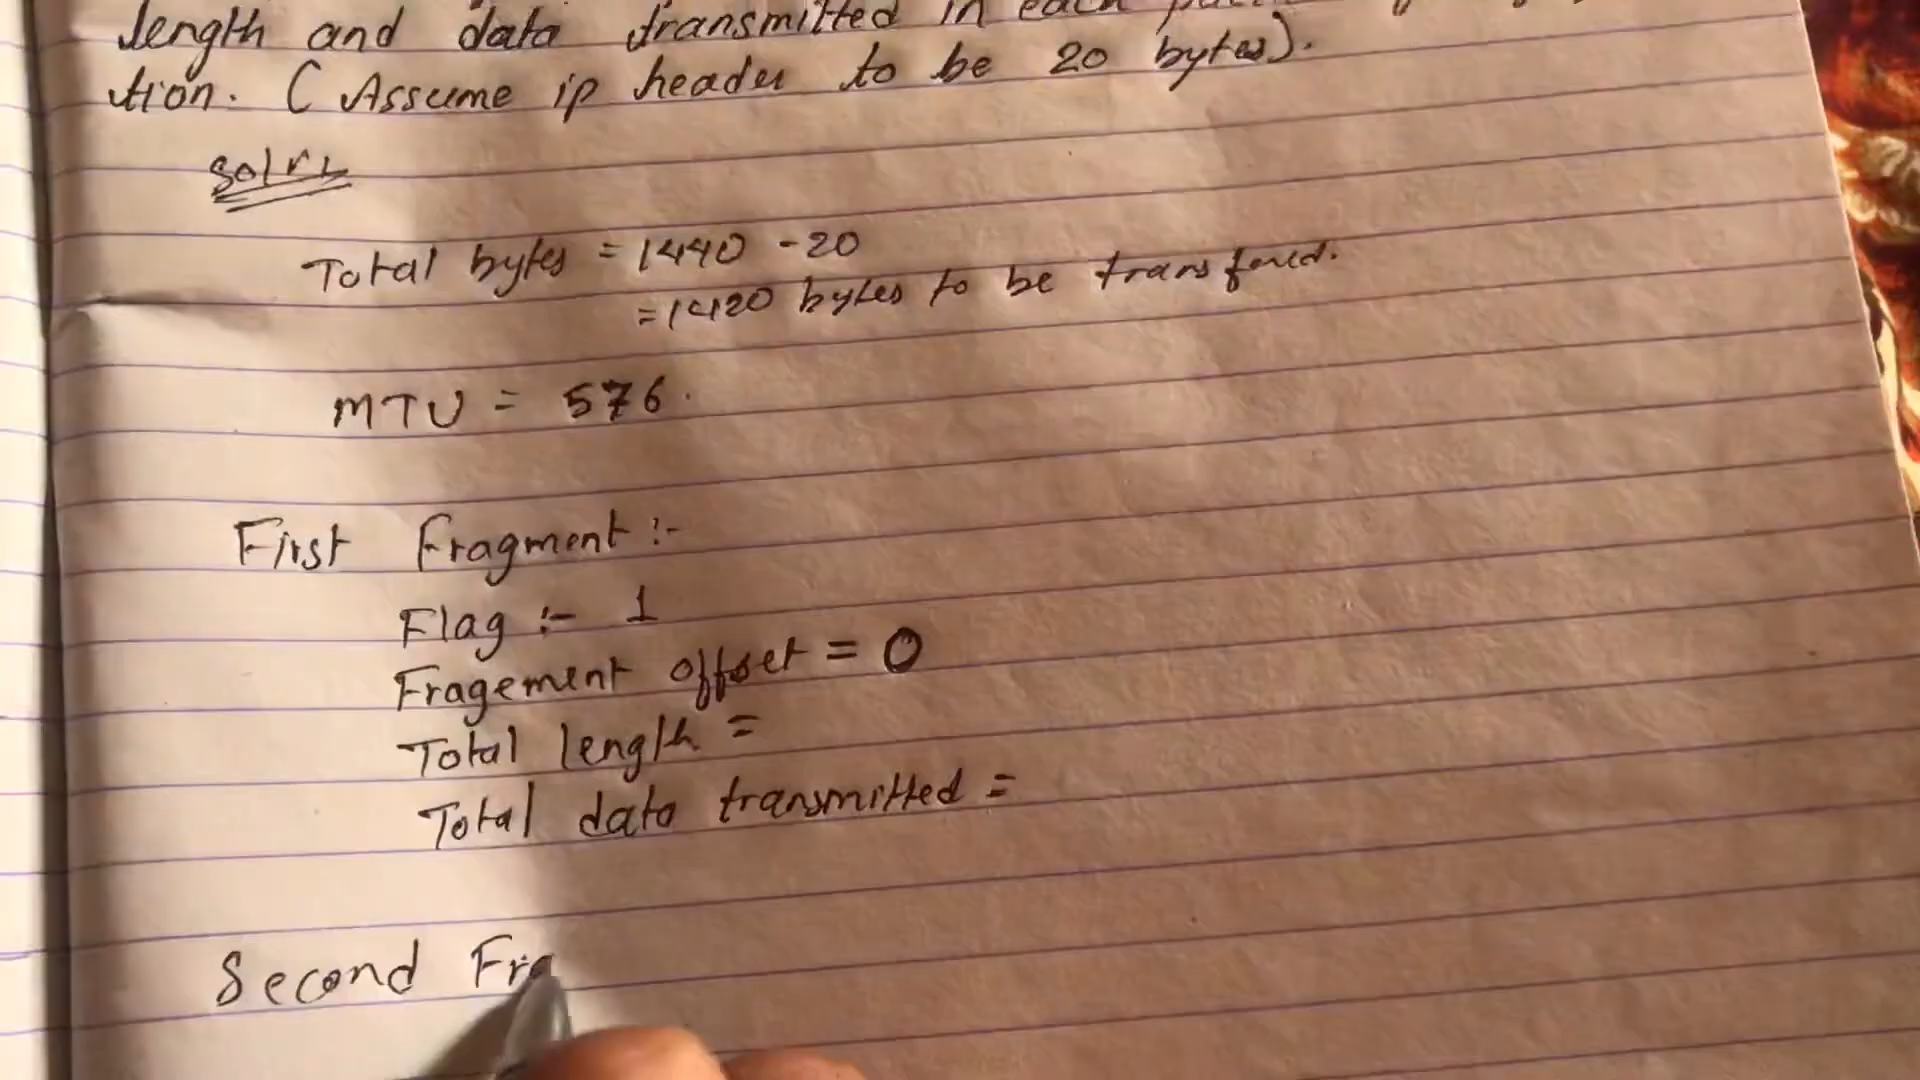 length and data transmitted in each
tion. ( Assume ip header to be 20 bytes).
Soln
Total bytes = 1440 - 20
= 1420 bytes to be transfered.
MTU = 576.
First Fragment :-
Flag :- 1
Fragement offset = 0
Total length =
Total data transmitted =
Second Fra